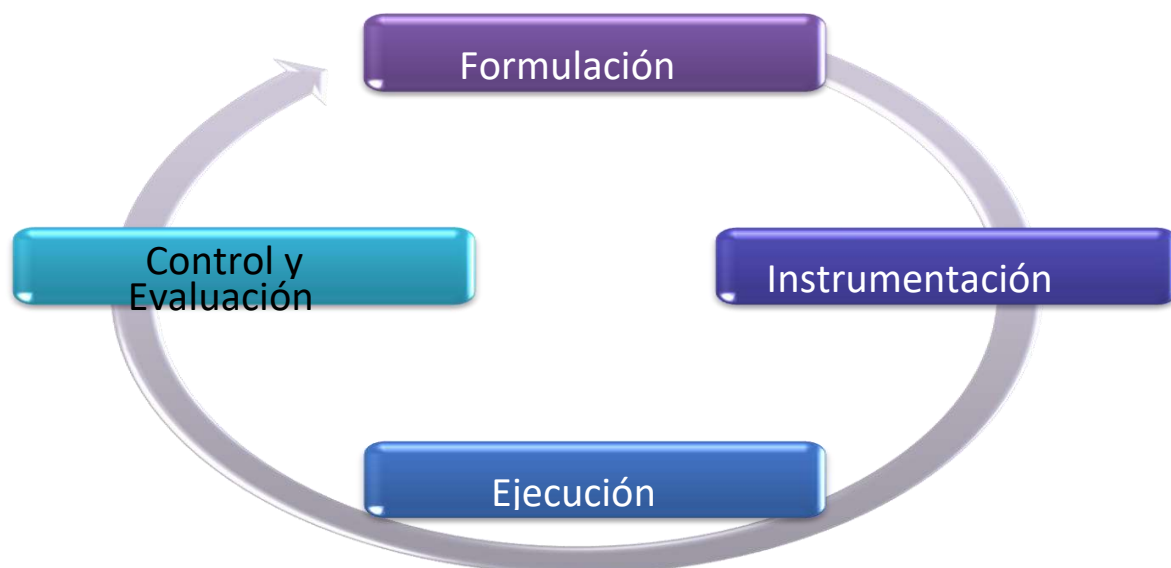 Formulación
Instrumentación
Ejecución
Control y
Evaluación